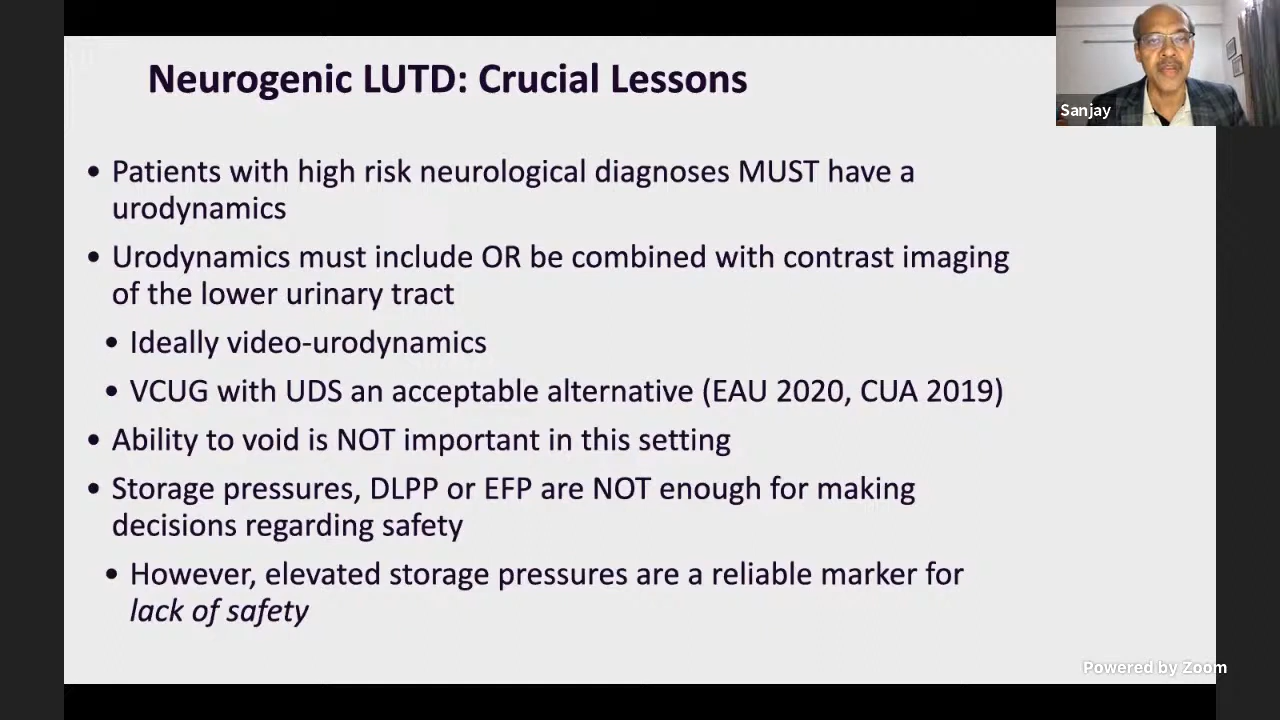 Neurogenic LUTD: Crucial Lessons
Sanjay
• Patients with high risk neurological diagnoses MUST have a
urodynamics
• Urodynamics must include OR be combined with contrast imaging
of the lower urinary tract
• Ideally video-urodynamics
• VCUG with UDS an acceptable alternative (EAU 2020, CUA 2019)
• Ability to void is NOT important in this setting
• Storage pressures, DLPP or EFP are NOT enough for making
decisions regarding safety
• However, elevated storage pressures are a reliable marker for
lack of safety
Powered by Zoom